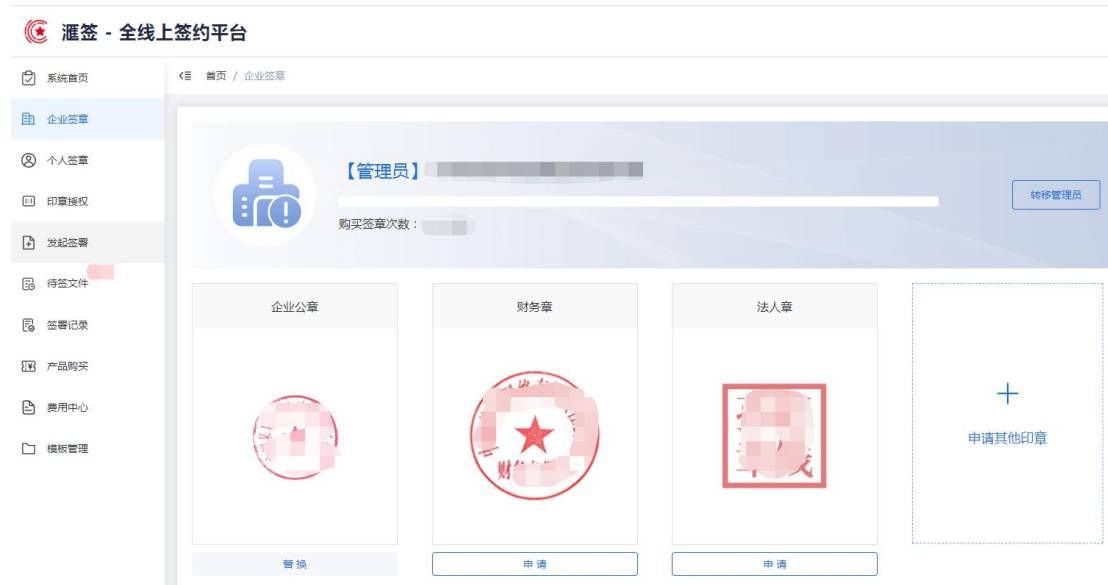 滙签 - 全线上签约平台
系统首页
首页 / 企业签章
企业签章
个人签章
印章授权
发起签署
待签文件
签署记录
产品购买
费用中心
模板管理
【管理员】
转移管理员
购买签章次数：
企业公章
财务章
法人章
申请其他印章
财务
替换
申请
申请